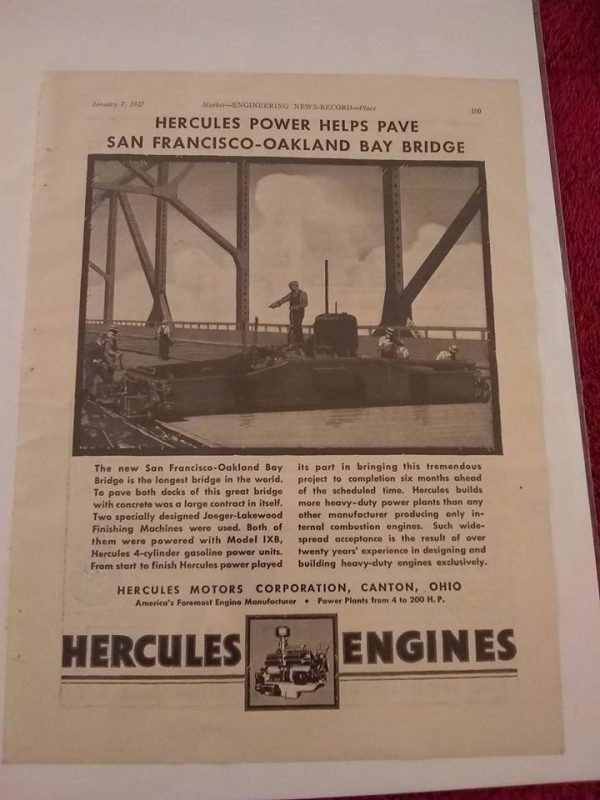 January 7, 1937 Market—ENGINEERING NEWS-RECORD—Place 109
HERCULES POWER HELPS PAVE
SAN FRANCISCO-OAKLAND BAY BRIDGE
The new San Francisco-Oakland Bay
Bridge is the longest bridge in the world.
To pave both decks of this great bridge
with concrete was a large contract in itself.
Two specially designed Jaeger-Lakewood
Finishing Machines were used. Both of
them were powered with Model IXB,
Hercules 4-cylinder gasoline power units.
From start to finish Hercules power played
its part in bringing this tremendous
project to completion six months ahead
of the scheduled time. Hercules builds
more heavy-duty power plants than any
other manufacturer producing only in-
ternal combustion engines. Such wide-
spread acceptance is the result of over
twenty years' experience in designing and
building heavy-duty engines exclusively.
HERCULES MOTORS CORPORATION, CANTON, OHIO
America's Foremost Engine Manufacturer • Power Plants from 4 to 200 H. P.
HERCULES ENGINES